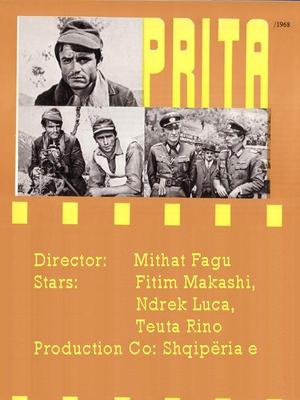 PRITA
/1968
Director: Mithat Fagu
Stars: Fitim Makashi,
Ndrek Luca,
Teuta Rino
Production Co: Shqipëria e